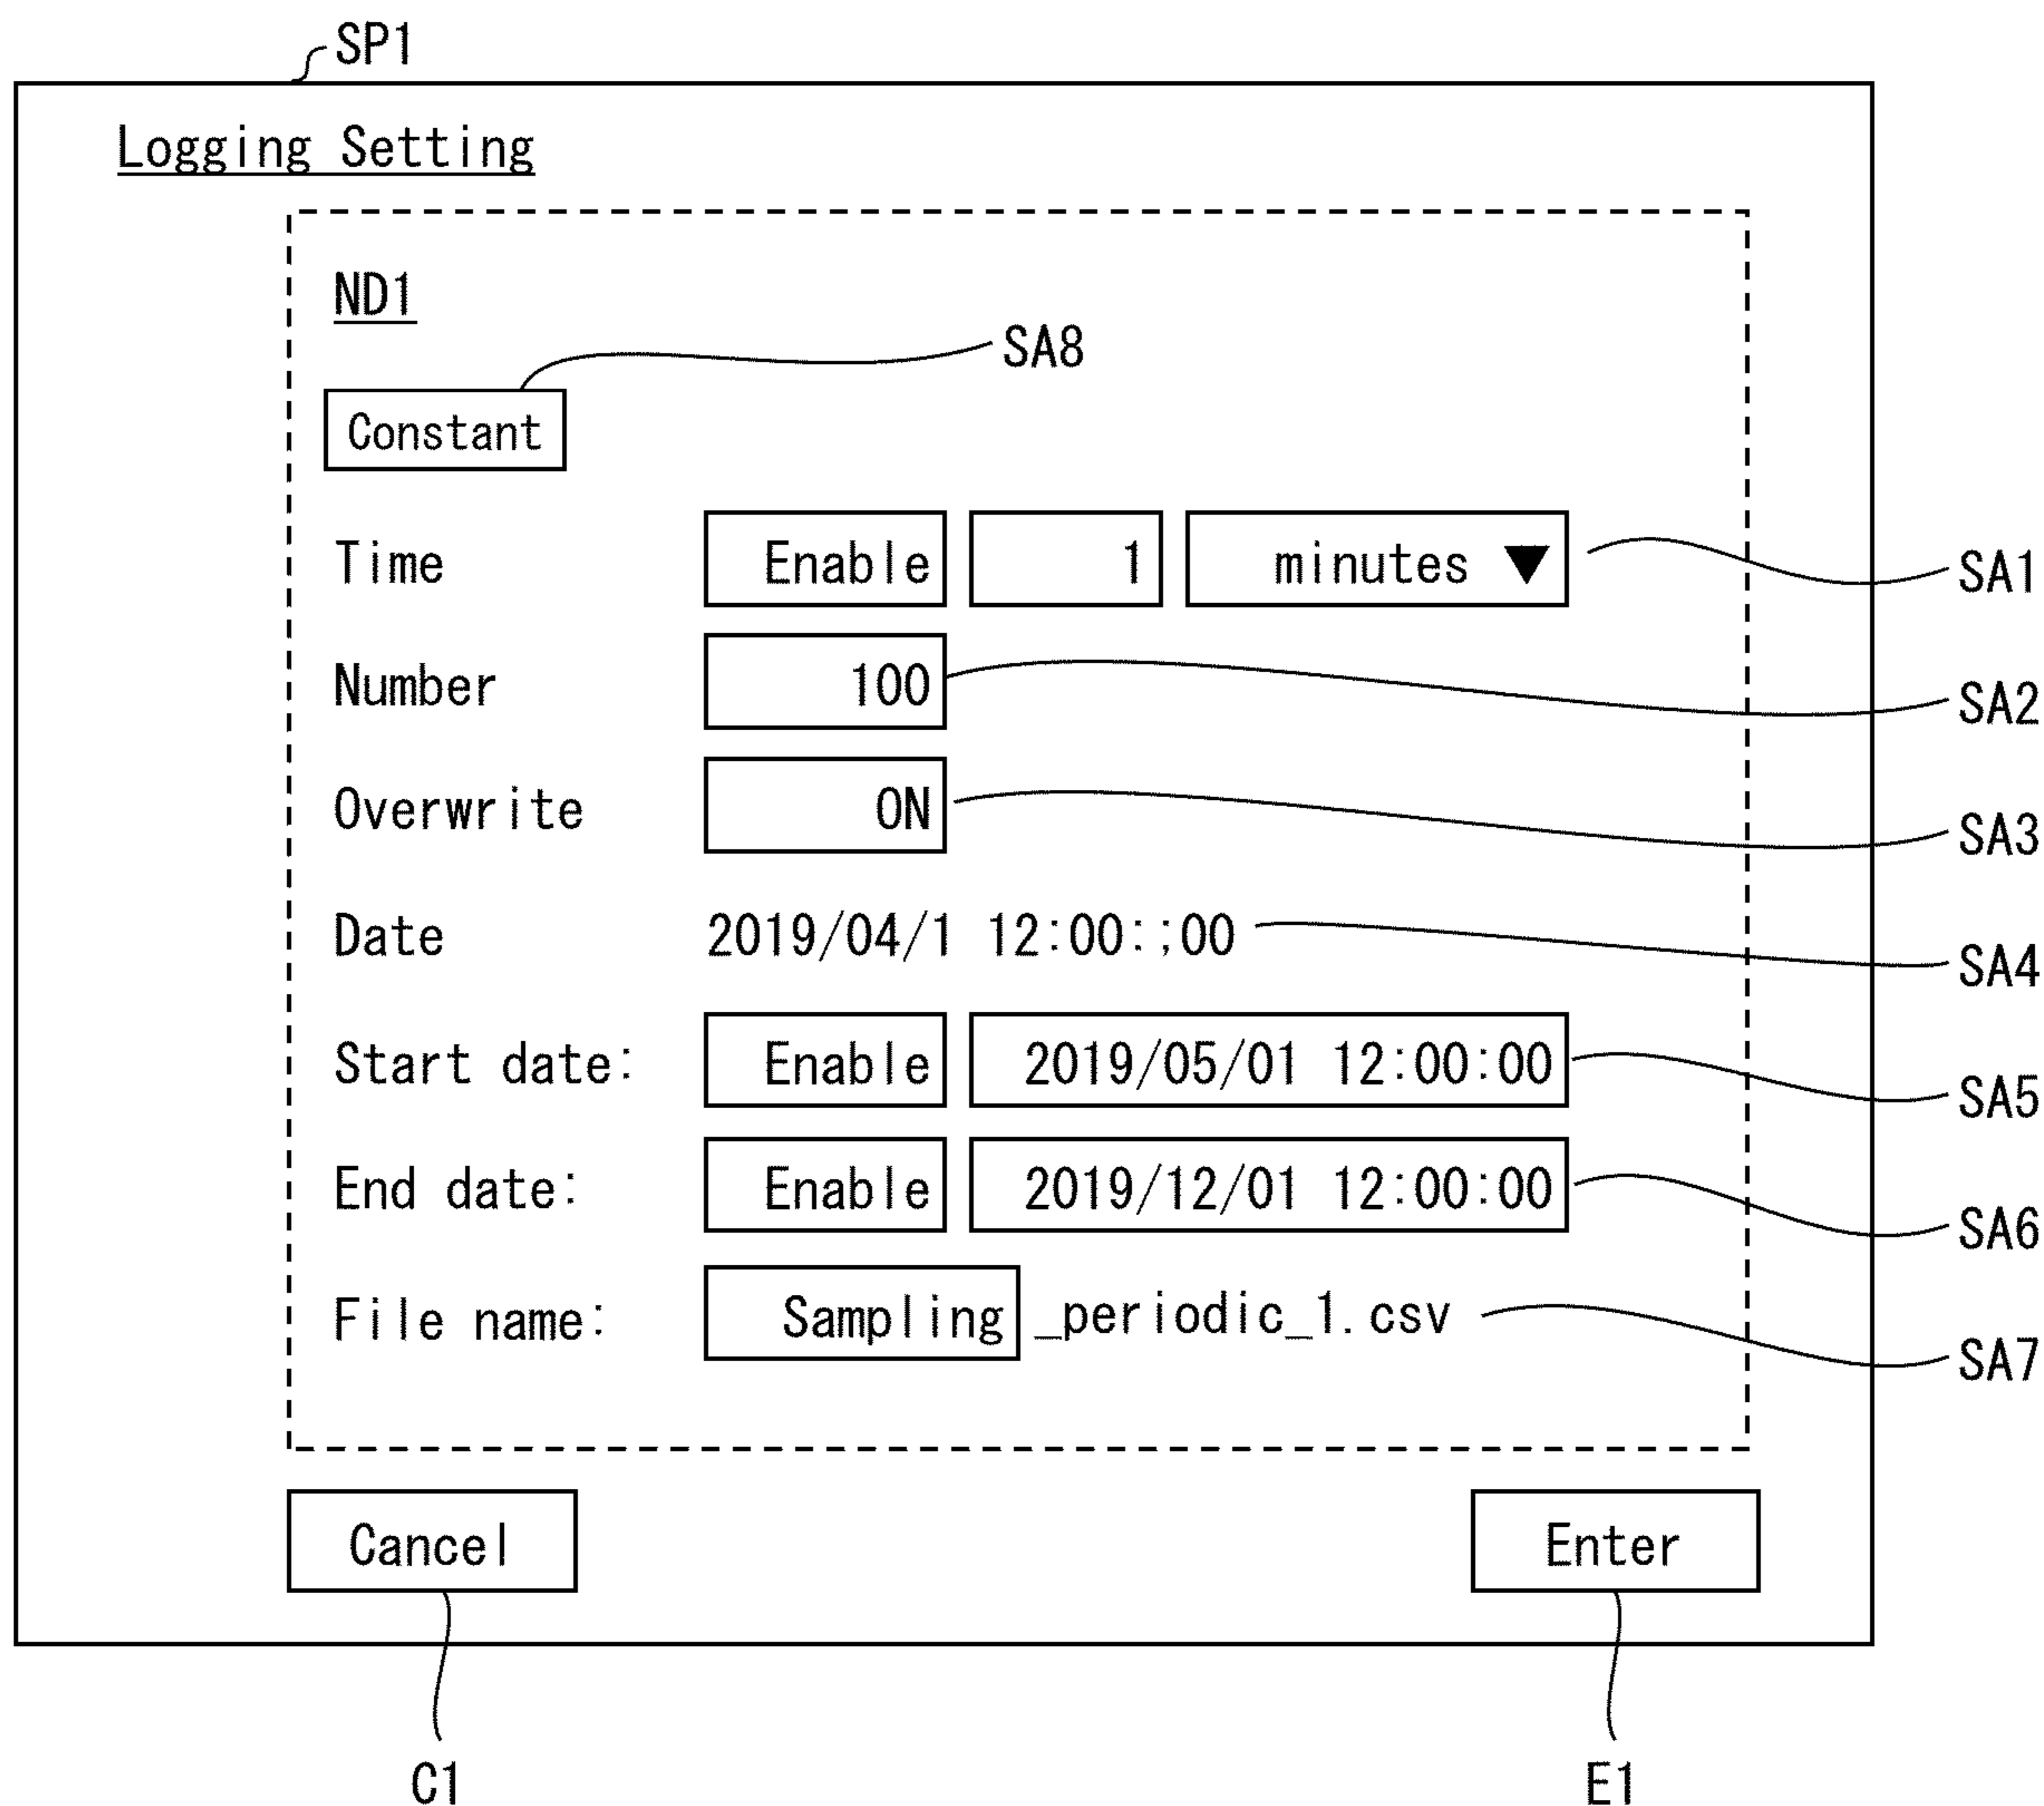 SP1
Logging Setting
ND1
SA8
Constant
Time Enable 1 minutes ▼ SA1
Number 100 SA2
Overwrite ON SA3
Date 2019/04/1 12:00:;00 SA4
Start date: Enable 2019/05/01 12:00:00 SA5
End date: Enable 2019/12/01 12:00:00 SA6
File name: Sampling _periodic_1.csv SA7
Cancel Enter
C1 E1